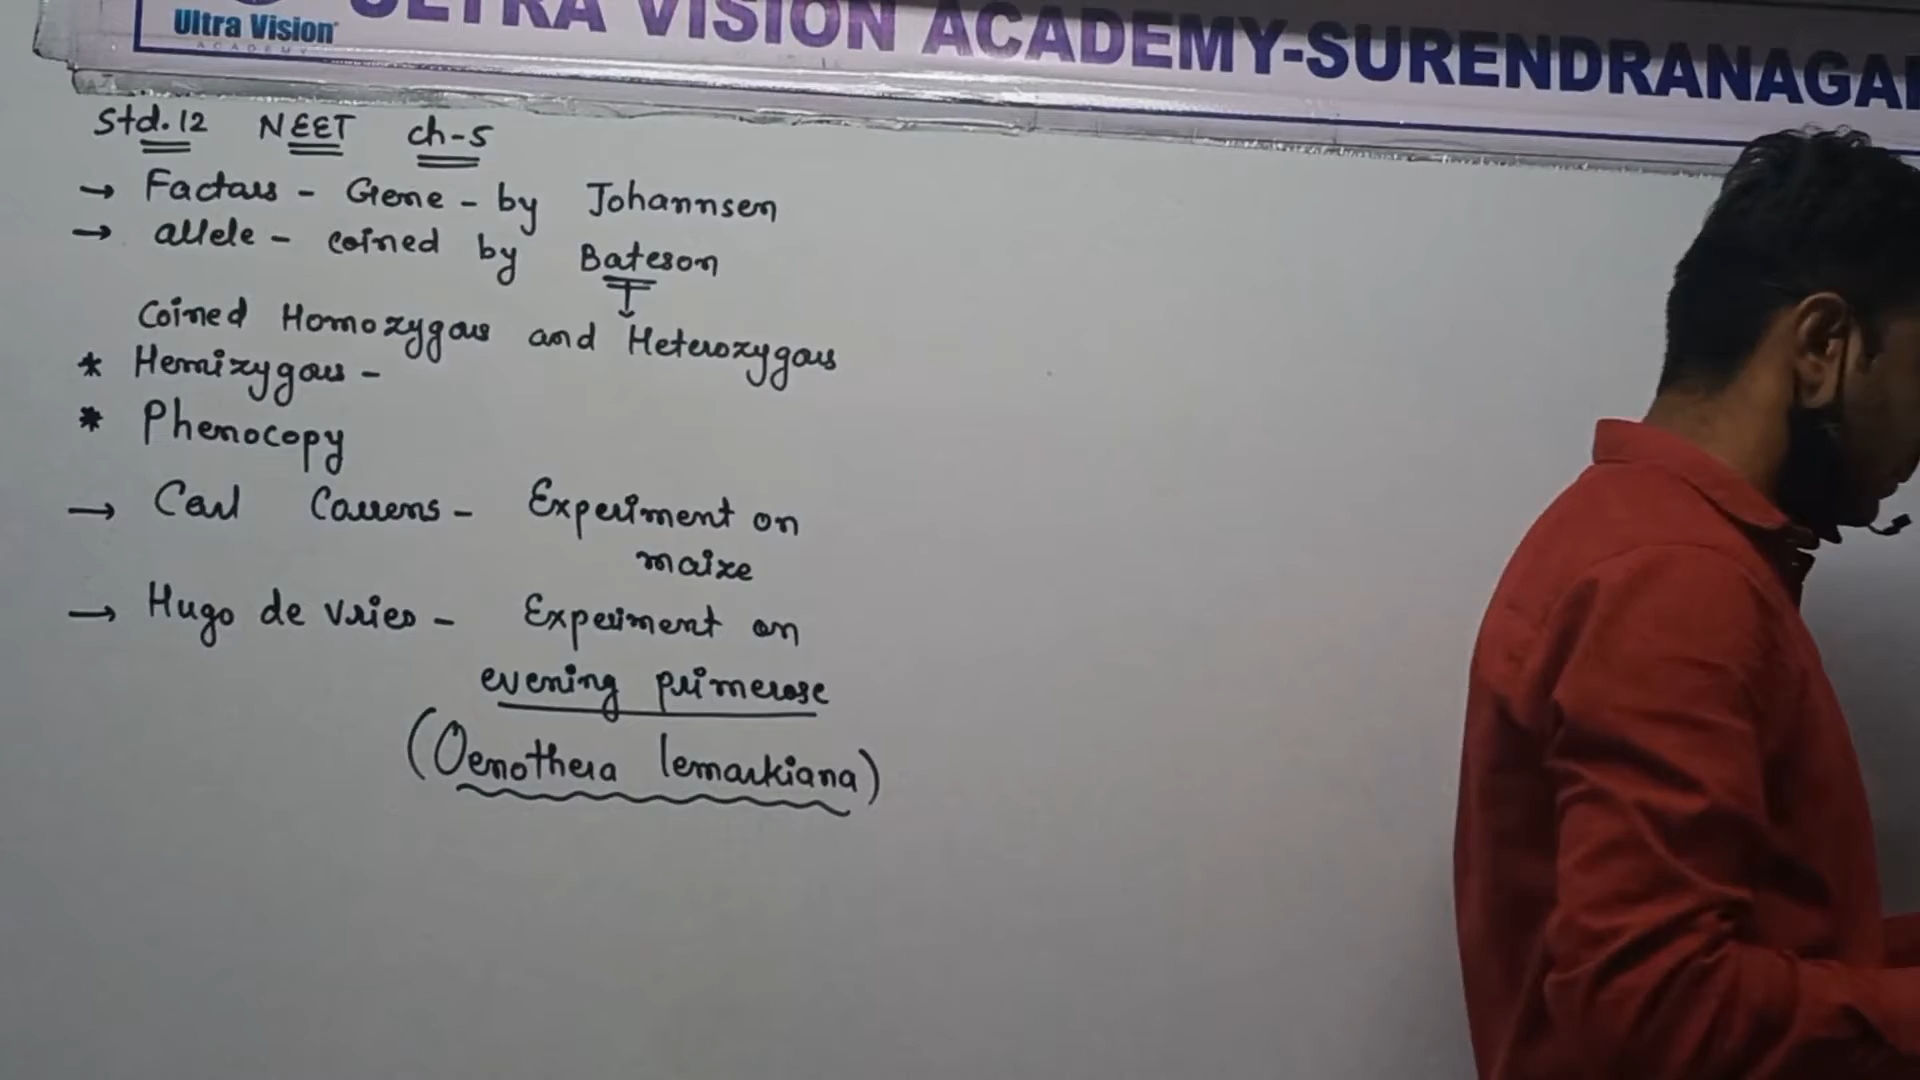 ULTRA VISION ACADEMY-SURENDRANAGAR
Ultra Vision
ACADEMY
Std. 12 NEET ch-5
→ Factors - Gene - by Johannsen
→ allele - coined by Bateson
Coined Homozygous and Heterozygous
* Hemizygous -
* Phenocopy
→ Carl Correns - Experiment on
maize
→ Hugo de Vries - Experiment on
evening primerose
(Oenothera lemarkiana)